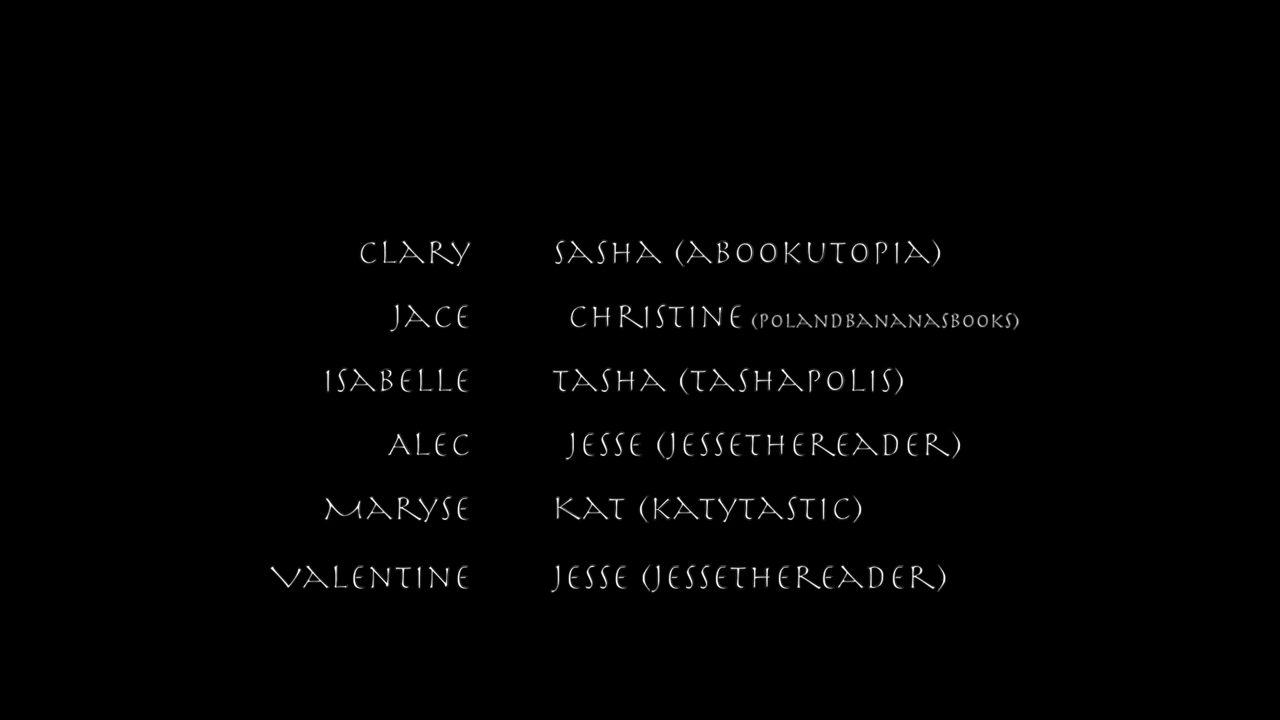 Clary Sasha (abookutopia)
Jace Christine (polandbananasbooks)
Isabelle Tasha (tashapolis)
Alec Jesse (jessethereader)
Maryse Kat (katytastic)
Valentine Jesse (jessethereader)